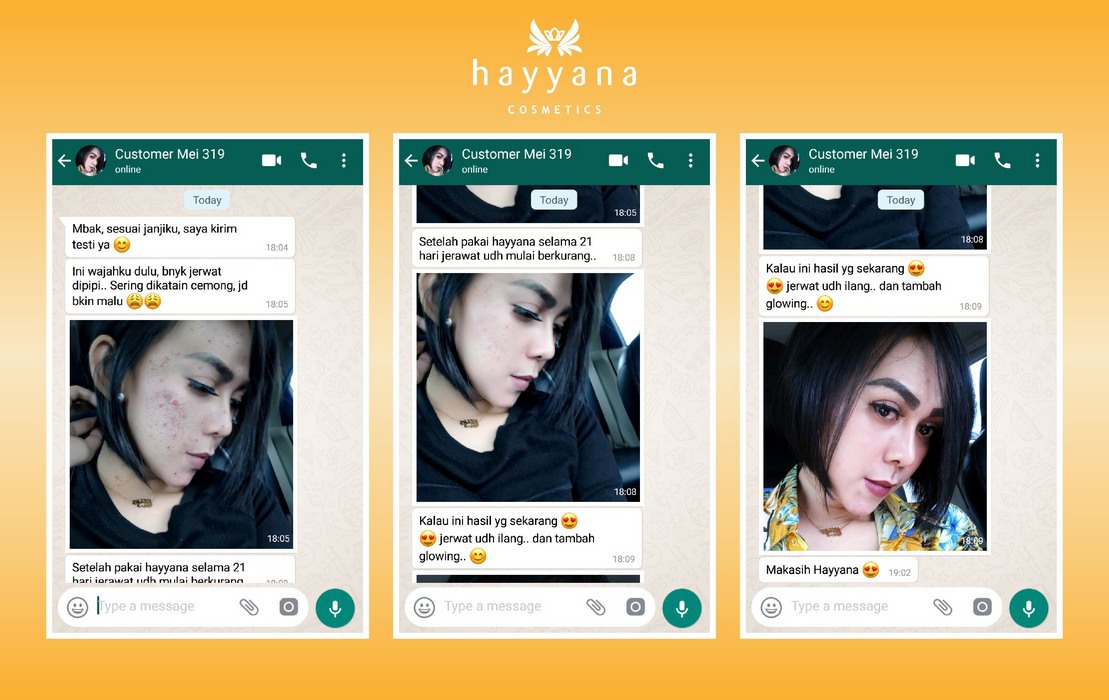 hayyana
COSMETICS
Customer Mei 319
online
Today
Mbak, sesuai janjiku, saya kirim
testi ya 😊
18:04
Ini wajahku dulu, bnyk jerwat
dipipi.. Sering dikatain cemong, jd
bkin malu 😩😩
18:05
18:05
Setelah pakai hayyana selama 21
hari jerawat udh mulai berkurang
18:08
Type a message
Customer Mei 319
online
Today
18:05
Setelah pakai hayyana selama 21
hari jerawat udh mulai berkurang..
18:08
18:08
Kalau ini hasil yg sekarang 😍
😍 jerwat udh ilang.. dan tambah
glowing.. 😊
18:09
Type a message
Customer Mei 319
online
Today
18:08
Kalau ini hasil yg sekarang 😍
😍 jerwat udh ilang.. dan tambah
glowing.. 😊
18:09
18:09
Makasih Hayyana 😍
19:02
Type a message